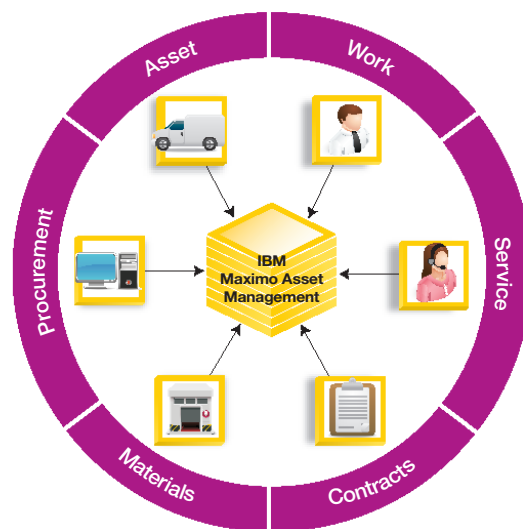 Asset
Work
Procurement
IBM
Maximo Asset
Management
Service
Materials
Contracts